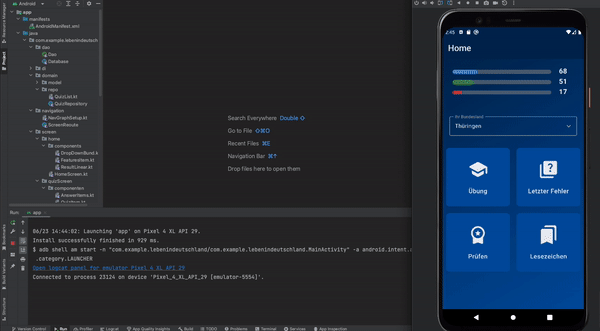 Android
app
manifests
AndroidManifest.xml
java
com.example.lebenindeutschl
dao
Dao
Database
di
domain
model
repo
QuizList.kt
QuizRepository
navigation
NavGraphSetup.kt
ScreenResults
screen
home
components
DropDownBund.k
FeatureItem.kt
ResultLinear.kt
HomeScreen.kt
quizScreen
componenten
AnswerItems.kt
Resource Manager
Project
Bookmarks
Build Variants
Structure
Search Everywhere Double ⇧
Go to File ⇧⌘O
Recent Files ⌘E
Navigation Bar ⌘↑
Drop files here to open them
Run: app
06/23 14:44:02: Launching 'app' on Pixel 4 XL API 29.
Install successfully finished in 929 ms.
$ adb shell am start -n "com.example.lebenindeutschland/com.example.lebenindeutschland.MainActivity" -a android.intent.
.category.LAUNCHER
Open logcat panel for emulator Pixel 4 XL API 29
Connected to process 23124 on device 'Pixel_4_XL_API_29 [emulator-5554]'.
Version Control
Run
Profiler
Logcat
App Quality Insights
Build
TODO
Problems
Terminal
Services
App Inspection
2:45
Home
68
51
17
Ihr Bundesland
Thüringen
Übung
Letzter Fehler
Prüfen
Lesezeichen